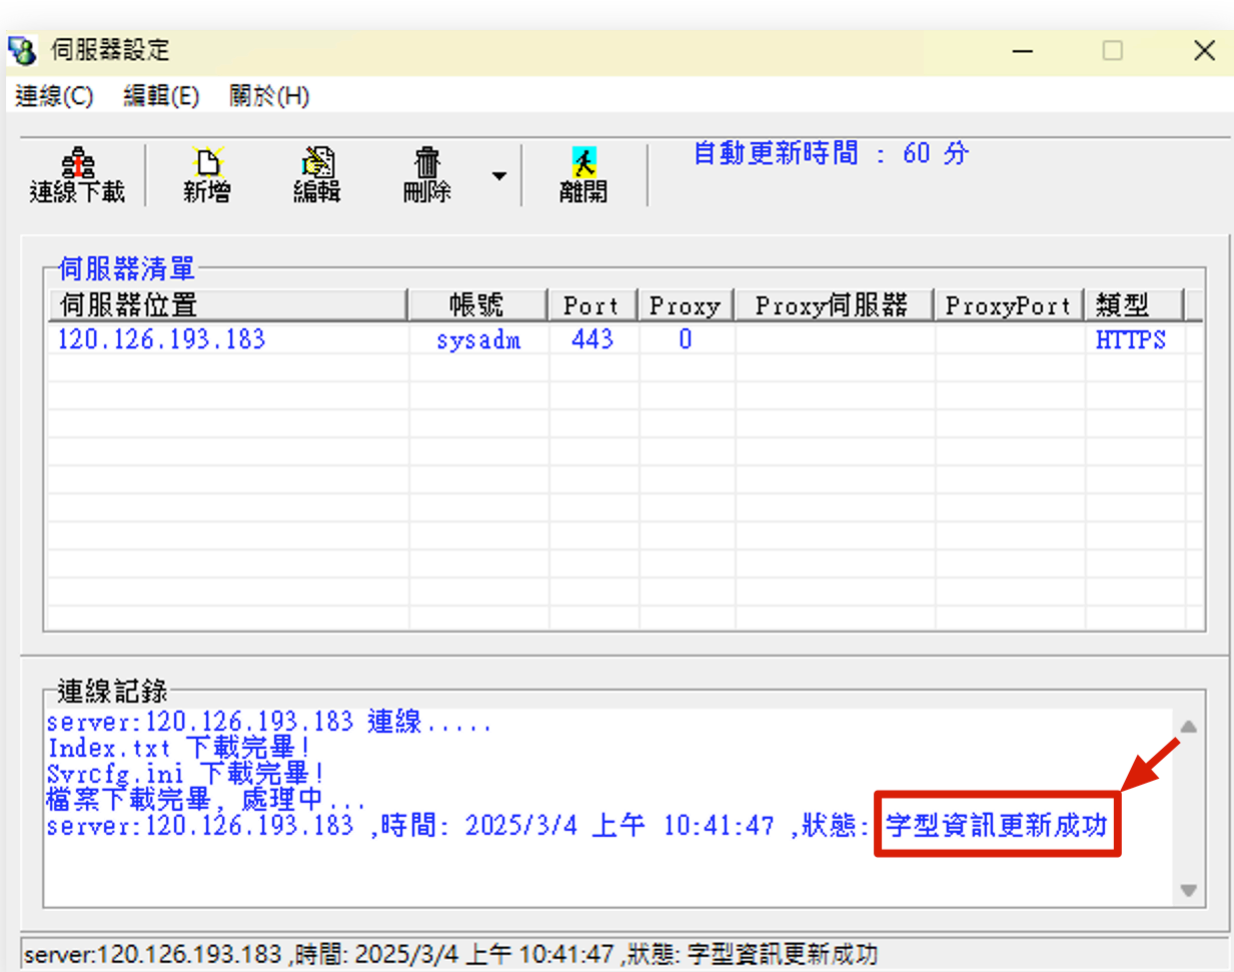 伺服器設定
連線(C) 編輯(E) 關於(H)
連線下載 新增 編輯 刪除 離開 自動更新時間 : 60 分
伺服器清單
伺服器位置 帳號 Port Proxy Proxy伺服器 ProxyPort 類型
120.126.193.183 sysadm 443 0 HTTPS
連線記錄
server:120.126.193.183 連線.....
Index.txt 下載完畢!
Svrcfg.ini 下載完畢!
檔案下載完畢, 處理中...
server:120.126.193.183 ,時間: 2025/3/4 上午 10:41:47 ,狀態: 字型資訊更新成功
server:120.126.193.183 ,時間: 2025/3/4 上午 10:41:47 ,狀態: 字型資訊更新成功